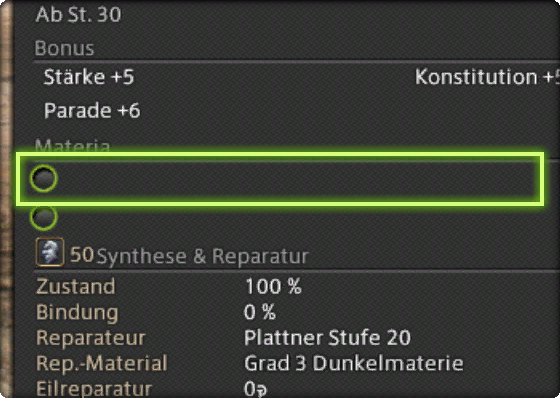 Ab St. 30
Bonus
Stärke +5 Konstitution +5
Parade +6
Materia
50 Synthese & Reparatur
Zustand 100 %
Bindung 0 %
Reparateur Plattner Stufe 20
Rep.-Material Grad 3 Dunkelmaterie
Eilreparatur 0